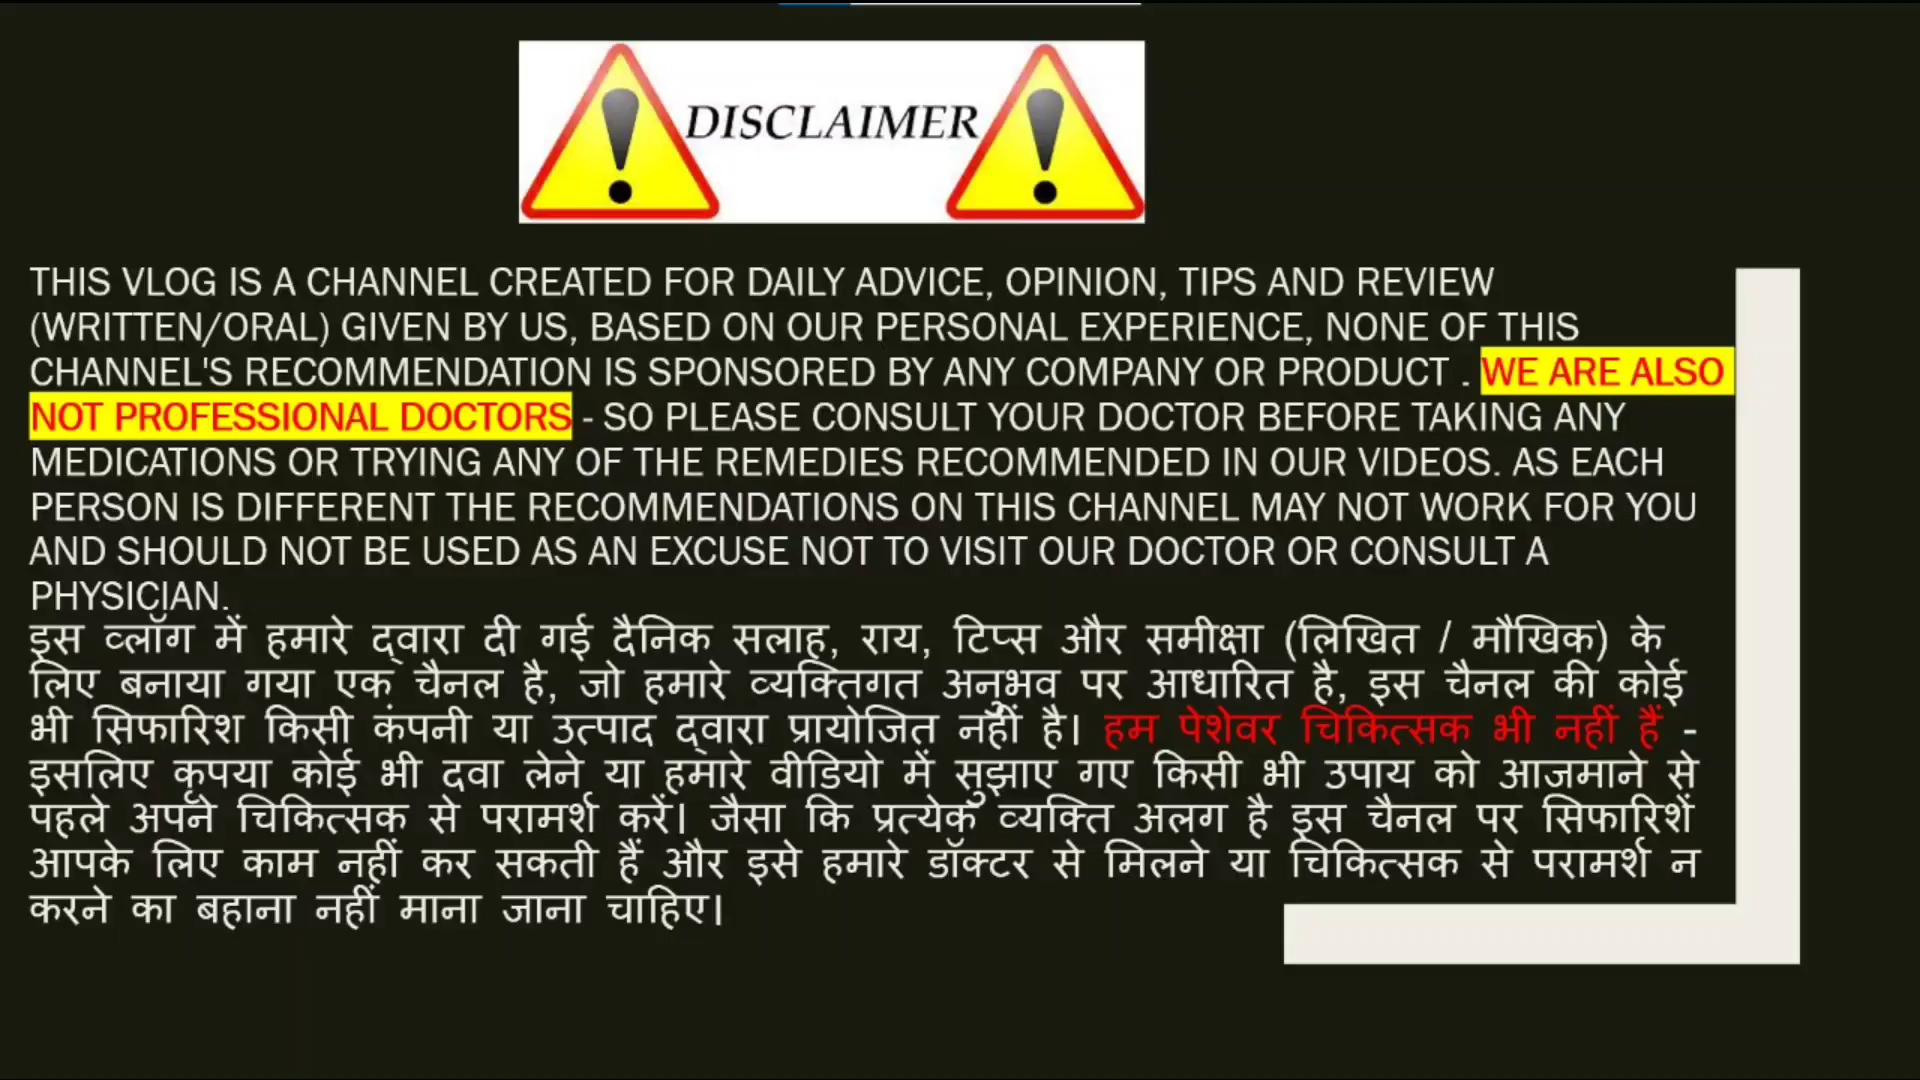 DISCLAIMER
THIS VLOG IS A CHANNEL CREATED FOR DAILY ADVICE, OPINION, TIPS AND REVIEW
(WRITTEN/ORAL) GIVEN BY US, BASED ON OUR PERSONAL EXPERIENCE, NONE OF THIS
CHANNEL'S RECOMMENDATION IS SPONSORED BY ANY COMPANY OR PRODUCT . WE ARE ALSO
NOT PROFESSIONAL DOCTORS - SO PLEASE CONSULT YOUR DOCTOR BEFORE TAKING ANY
MEDICATIONS OR TRYING ANY OF THE REMEDIES RECOMMENDED IN OUR VIDEOS. AS EACH
PERSON IS DIFFERENT THE RECOMMENDATIONS ON THIS CHANNEL MAY NOT WORK FOR YOU
AND SHOULD NOT BE USED AS AN EXCUSE NOT TO VISIT OUR DOCTOR OR CONSULT A
PHYSICIAN.
इस व्लॉग में हमारे द्वारा दी गई दैनिक सलाह, राय, टिप्स और समीक्षा (लिखित / मौखिक) के
लिए बनाया गया एक चैनल है, जो हमारे व्यक्तिगत अनुभव पर आधारित है, इस चैनल की कोई
भी सिफारिश किसी कंपनी या उत्पाद द्वारा प्रायोजित नहीं है। हम पेशेवर चिकित्सक भी नहीं हैं -
इसलिए कृपया कोई भी दवा लेने या हमारे वीडियो में सुझाए गए किसी भी उपाय को आजमाने से
पहले अपने चिकित्सक से परामर्श करें। जैसा कि प्रत्येक व्यक्ति अलग है इस चैनल पर सिफारिशें
आपके लिए काम नहीं कर सकती हैं और इसे हमारे डॉक्टर से मिलने या चिकित्सक से परामर्श न
करने का बहाना नहीं माना जाना चाहिए।